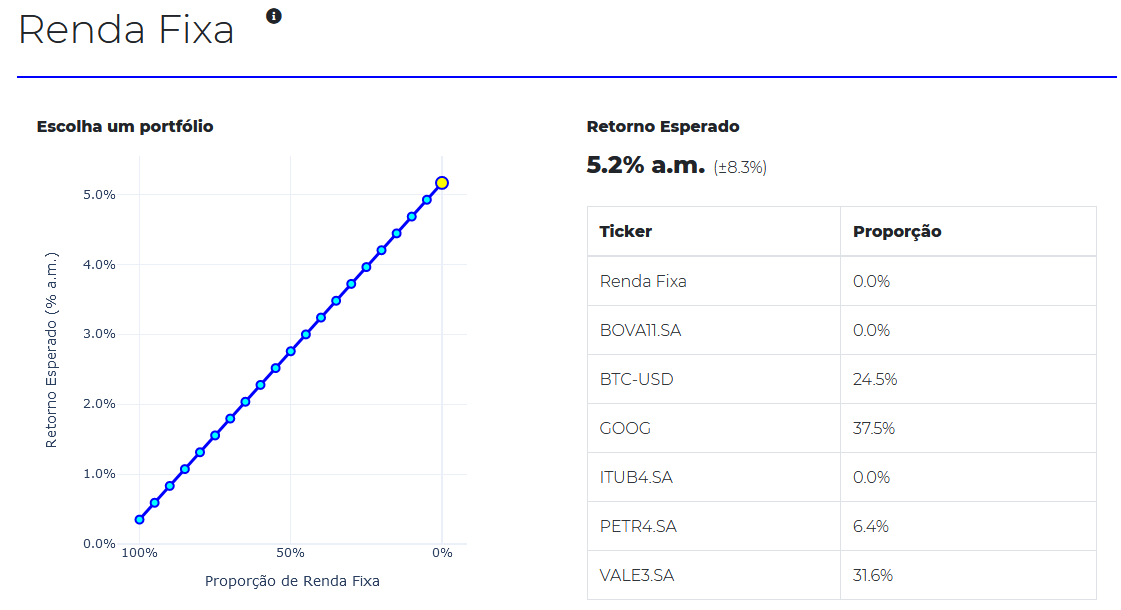 Renda Fixa
Escolha um portfólio
5.0%
4.0%
3.0%
2.0%
1.0%
0.0%
100%
50%
0%
Retorno Esperado (% a.m.)
Proporção de Renda Fixa
Retorno Esperado
5.2% a.m. (±8.3%)
Ticker Proporção
Renda Fixa 0.0%
BOVA11.SA 0.0%
BTC-USD 24.5%
GOOG 37.5%
ITUB4.SA 0.0%
PETR4.SA 6.4%
VALE3.SA 31.6%